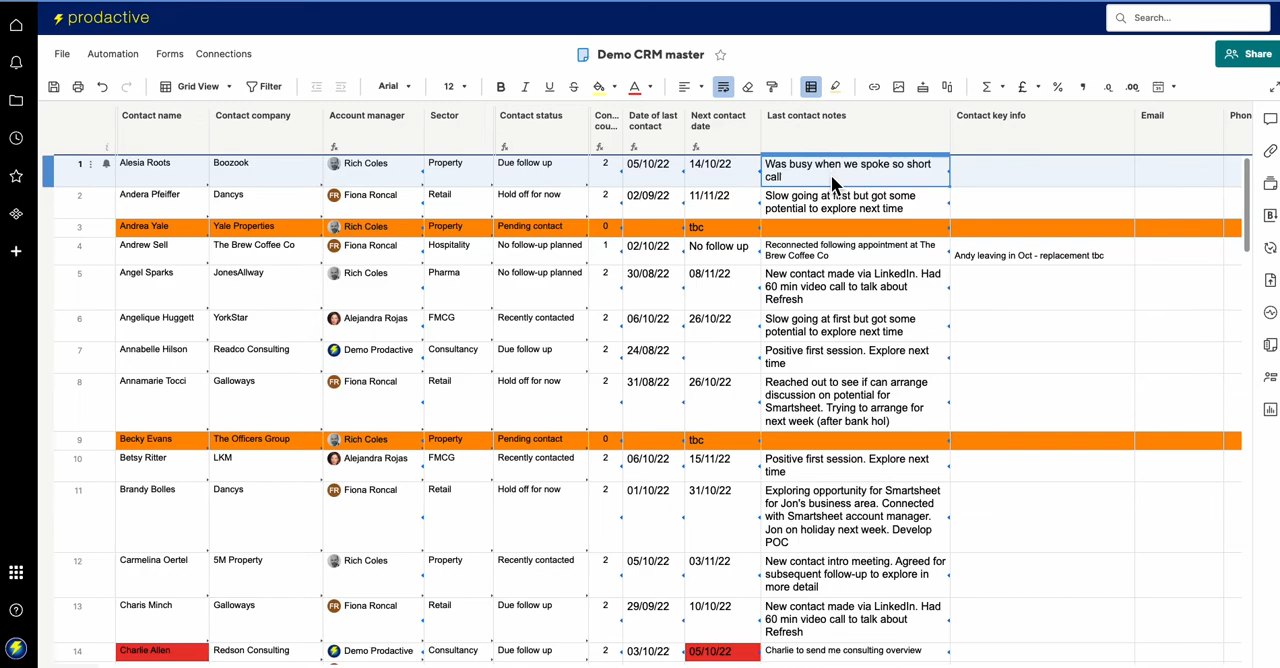 prodactive
Search...
File Automation Forms Connections
Demo CRM master
Share
Grid View Filter Arial 12 B I U S A Σ £ % .0 .00
Contact name Contact company Account manager Sector Contact status Con... cou... Date of last contact Next contact date Last contact notes Contact key info Email Phon
1 Alesia Roots Boozook Rich Coles Property Due follow up 2 05/10/22 14/10/22 Was busy when we spoke so short
call
2 Andera Pfeiffer Dancys FR Fiona Roncal Retail Hold off for now 2 02/09/22 11/11/22 Slow going at first but got some
potential to explore next time
3 Andrea Yale Yale Properties Rich Coles Property Pending contact 0 tbc
4 Andrew Sell The Brew Coffee Co FR Fiona Roncal Hospitality No follow-up planned 1 02/10/22 No follow up Reconnected following appointment at The
Brew Coffee Co Andy leaving in Oct - replacement tbc
5 Angel Sparks JonesAllway Rich Coles Pharma No follow-up planned 2 30/08/22 08/11/22 New contact made via LinkedIn. Had
60 min video call to talk about
Refresh
6 Angelique Huggett YorkStar Alejandra Rojas FMCG Recently contacted 2 06/10/22 26/10/22 Slow going at first but got some
potential to explore next time
7 Annabelle Hilson Readco Consulting Demo Prodactive Consultancy Due follow up 2 24/08/22 Positive first session. Explore next
time
8 Annamarie Tocci Galloways FR Fiona Roncal Retail Hold off for now 2 31/08/22 26/10/22 Reached out to see if can arrange
discussion on potential for
Smartsheet. Trying to arrange for
next week (after bank hol)
9 Becky Evans The Officers Group Rich Coles Property Pending contact 0 tbc
10 Betsy Ritter LKM Alejandra Rojas FMCG Recently contacted 2 06/10/22 15/11/22 Positive first session. Explore next
time
11 Brandy Bolles Dancys FR Fiona Roncal Retail Hold off for now 2 01/10/22 31/10/22 Exploring opportunity for Smartsheet
for Jon's business area. Connected
with Smartsheet account manager.
Jon on holiday next week. Develop
POC
12 Carmelina Oertel 5M Property Rich Coles Property Recently contacted 2 05/10/22 03/11/22 New contact intro meeting. Agreed for
subsequent follow-up to explore in
more detail
13 Charis Minch Galloways FR Fiona Roncal Retail Due follow up 2 29/09/22 10/10/22 New contact made via LinkedIn. Had
60 min video call to talk about
Refresh
14 Charlie Allen Redson Consulting Demo Prodactive Consultancy Due follow up 2 03/10/22 05/10/22 Charlie to send me consulting overview